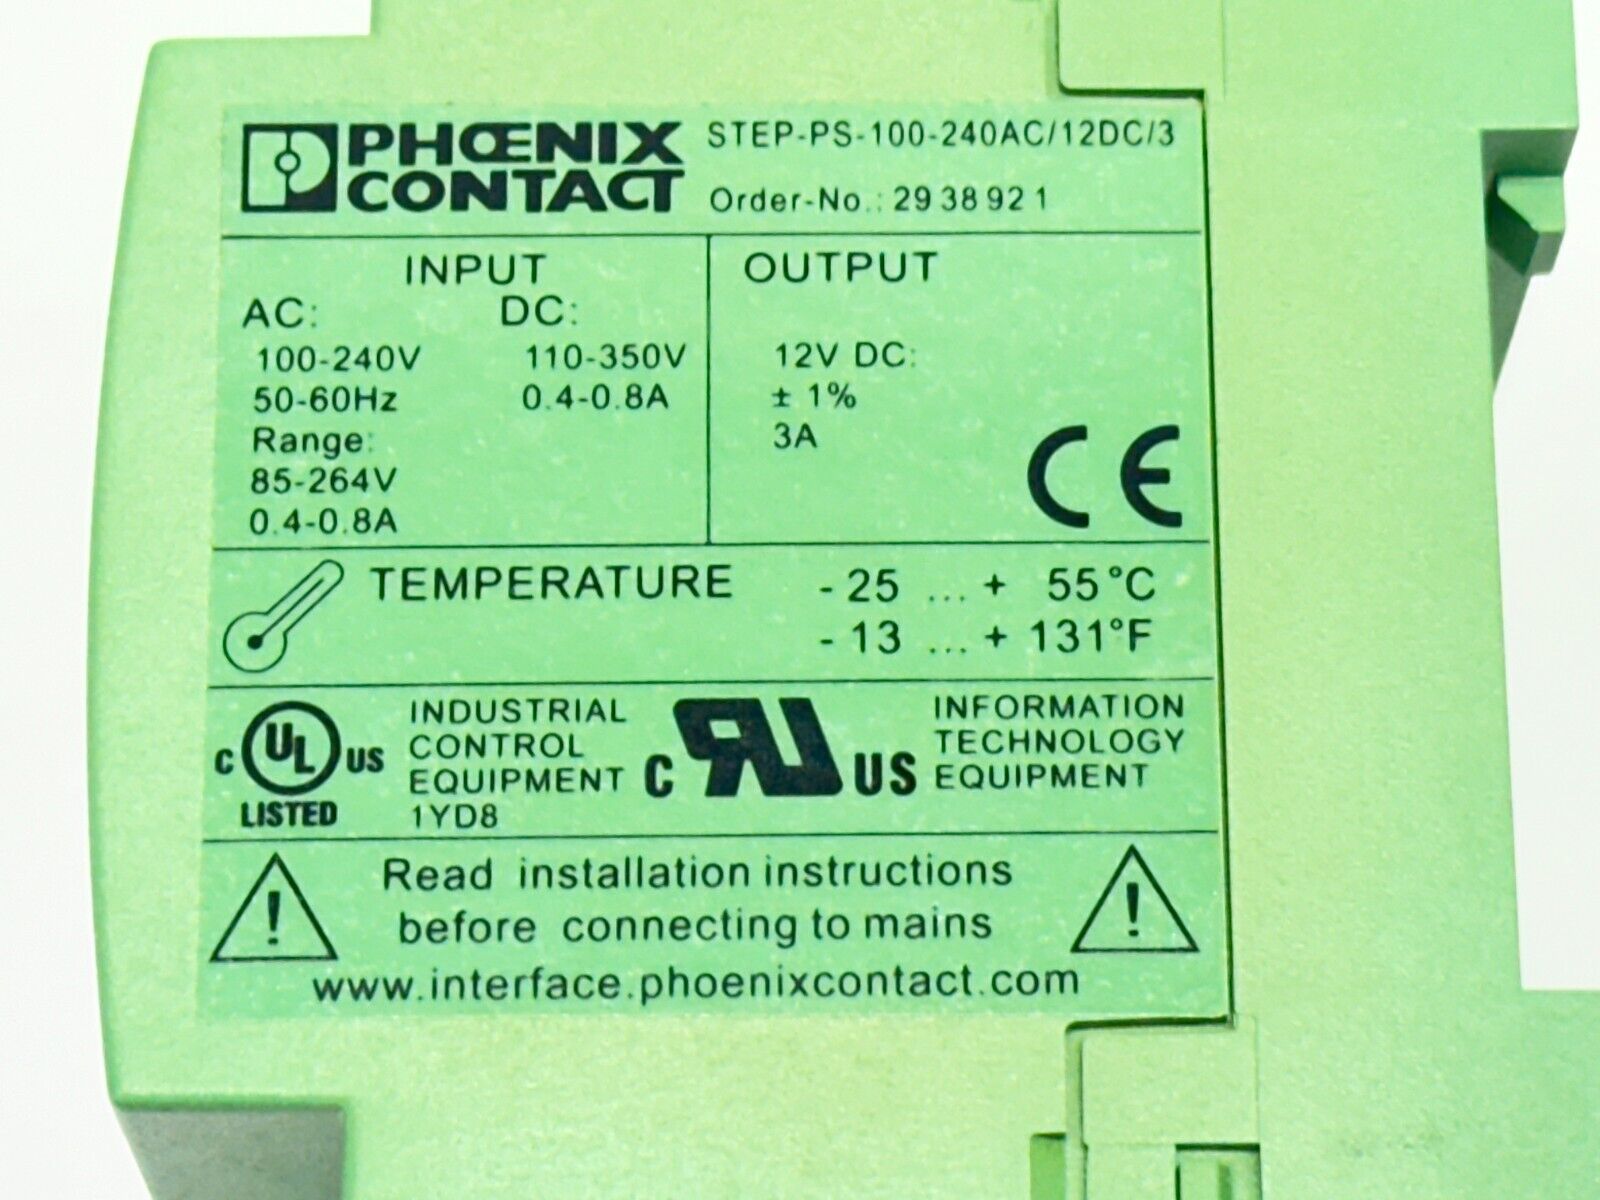 PHŒNIX
CONTACT
STEP-PS-100-240AC/12DC/3
Order-No.: 29 38 92 1
INPUT
AC:
100-240V
50-60Hz
Range:
85-264V
0.4-0.8A
DC:
110-350V
0.4-0.8A
OUTPUT
12V DC:
± 1%
3A
CE
TEMPERATURE
- 25 ... + 55°C
- 13 ... + 131°F
C UL US
LISTED
INDUSTRIAL
CONTROL
EQUIPMENT
1YD8
C RU US
INFORMATION
TECHNOLOGY
EQUIPMENT
! Read installation instructions !
before connecting to mains
www.interface.phoenixcontact.com